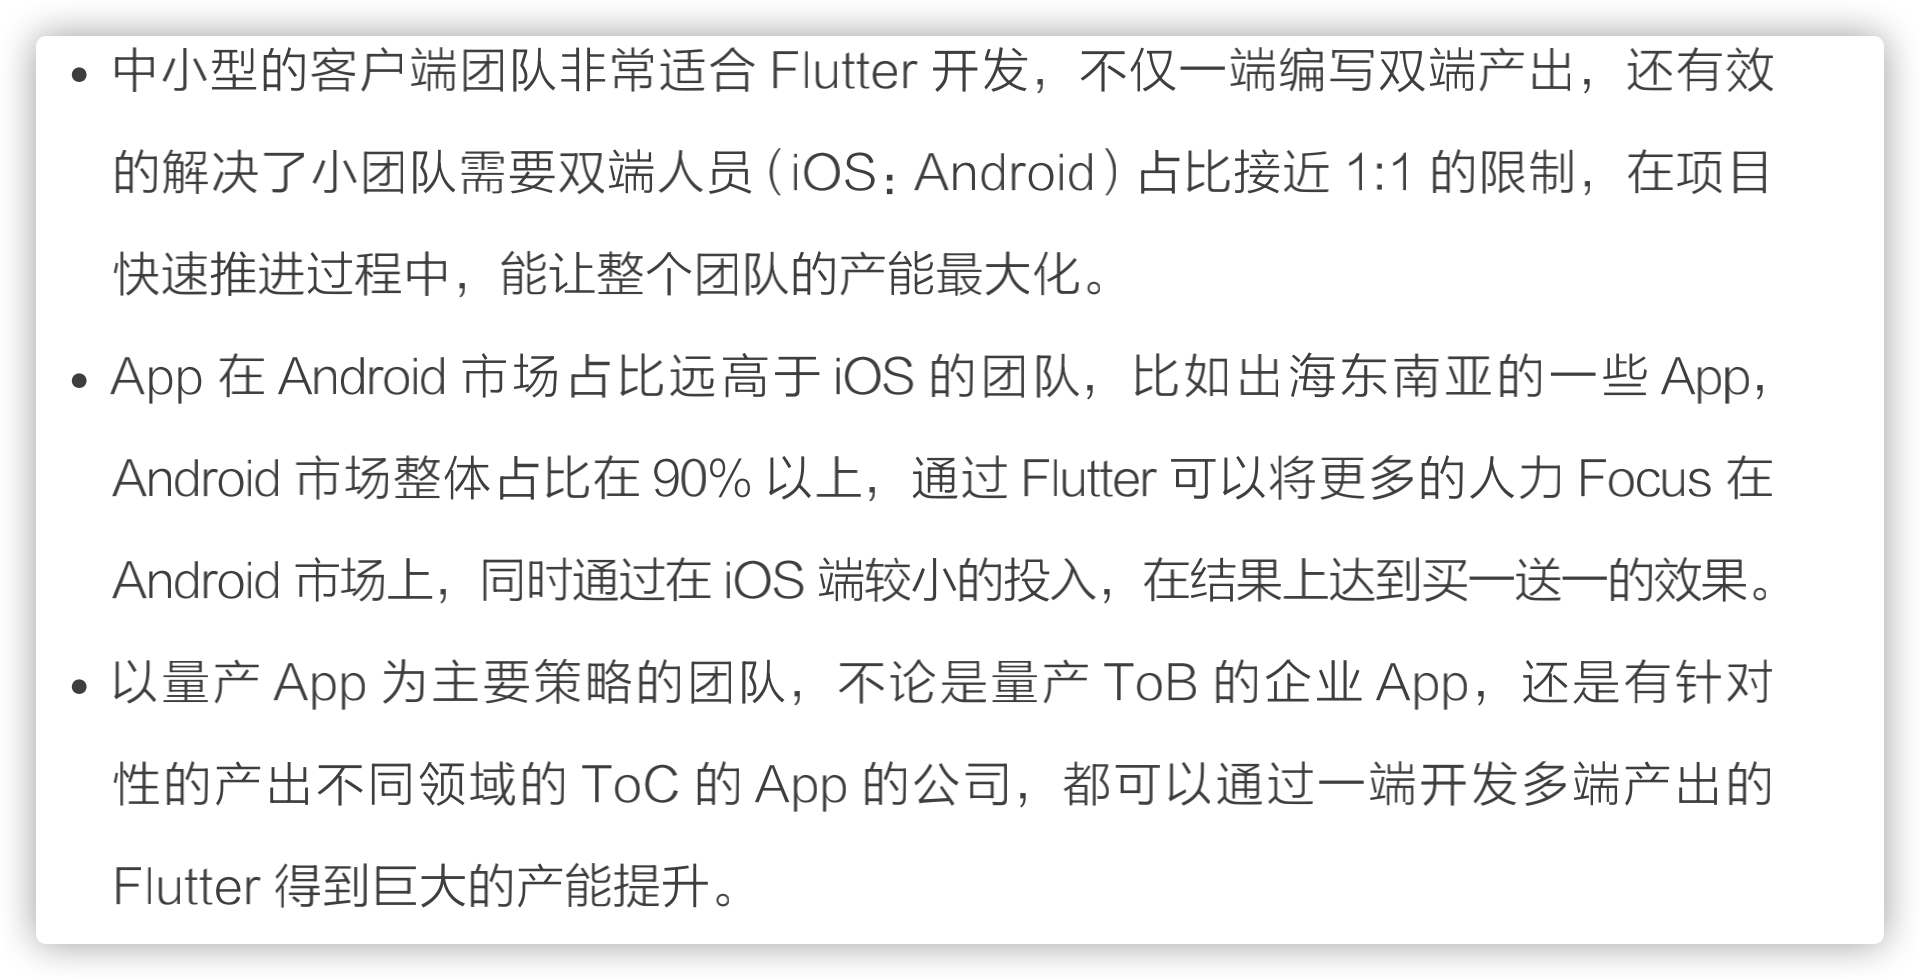 • 中小型的客户端团队非常适合 Flutter 开发，不仅一端编写双端产出，还有效
的解决了小团队需要双端人员（iOS：Android）占比接近 1:1 的限制，在项目
快速推进过程中，能让整个团队的产能最大化。
• App 在 Android 市场占比远高于 iOS 的团队，比如出海东南亚的一些 App，
Android 市场整体占比在 90% 以上，通过 Flutter 可以将更多的人力 Focus 在
Android 市场上，同时通过在 iOS 端较小的投入，在结果上达到买一送一的效果。
• 以量产 App 为主要策略的团队，不论是量产 ToB 的企业 App，还是有针对
性的产出不同领域的 ToC 的 App 的公司，都可以通过一端开发多端产出的
Flutter 得到巨大的产能提升。